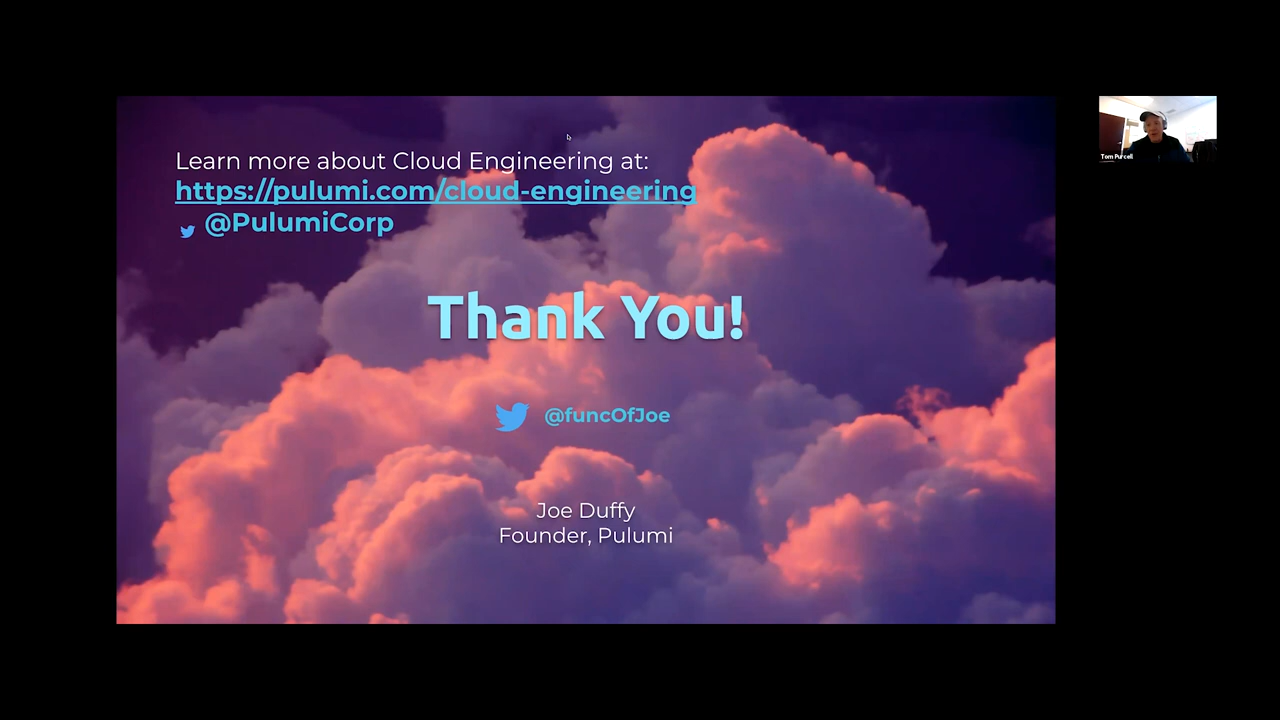 Learn more about Cloud Engineering at:
https://pulumi.com/cloud-engineering
@PulumiCorp
Thank You!
@funcOfJoe
Joe Duffy
Founder, Pulumi
Tom Purcell